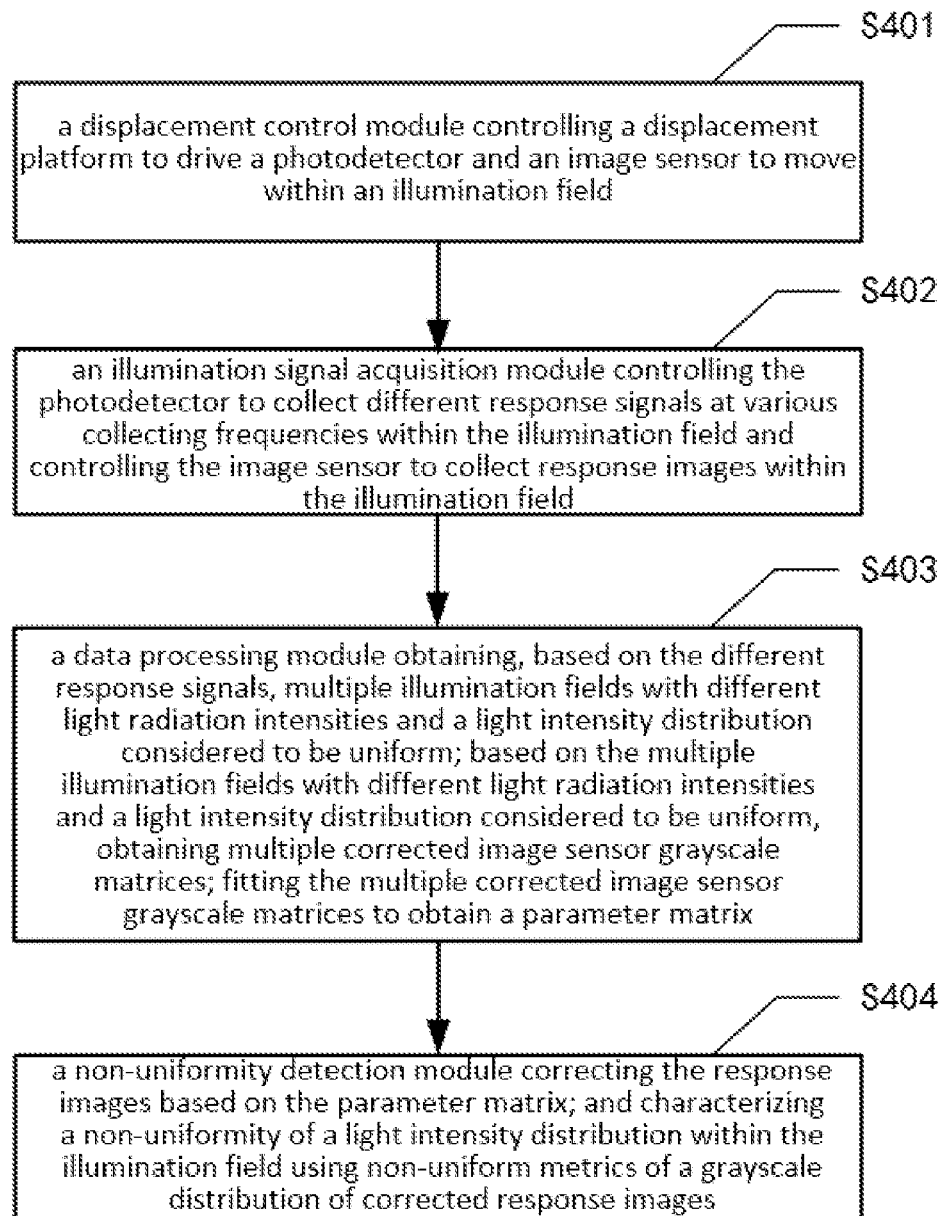 S401
a displacement control module controlling a displacement
platform to drive a photodetector and an image sensor to move
within an illumination field
S402
an illumination signal acquisition module controlling the
photodetector to collect different response signals at various
collecting frequencies within the illumination field and
controlling the image sensor to collect response images within
the illumination field
S403
a data processing module obtaining, based on the different
response signals, multiple illumination fields with different
light radiation intensities and a light intensity distribution
considered to be uniform; based on the multiple
illumination fields with different light radiation intensities
and a light intensity distribution considered to be uniform,
obtaining multiple corrected image sensor grayscale
matrices; fitting the multiple corrected image sensor
grayscale matrices to obtain a parameter matrix
S404
a non-uniformity detection module correcting the response
images based on the parameter matrix; and characterizing
a non-uniformity of a light intensity distribution within the
illumination field using non-uniform metrics of a grayscale
distribution of corrected response images